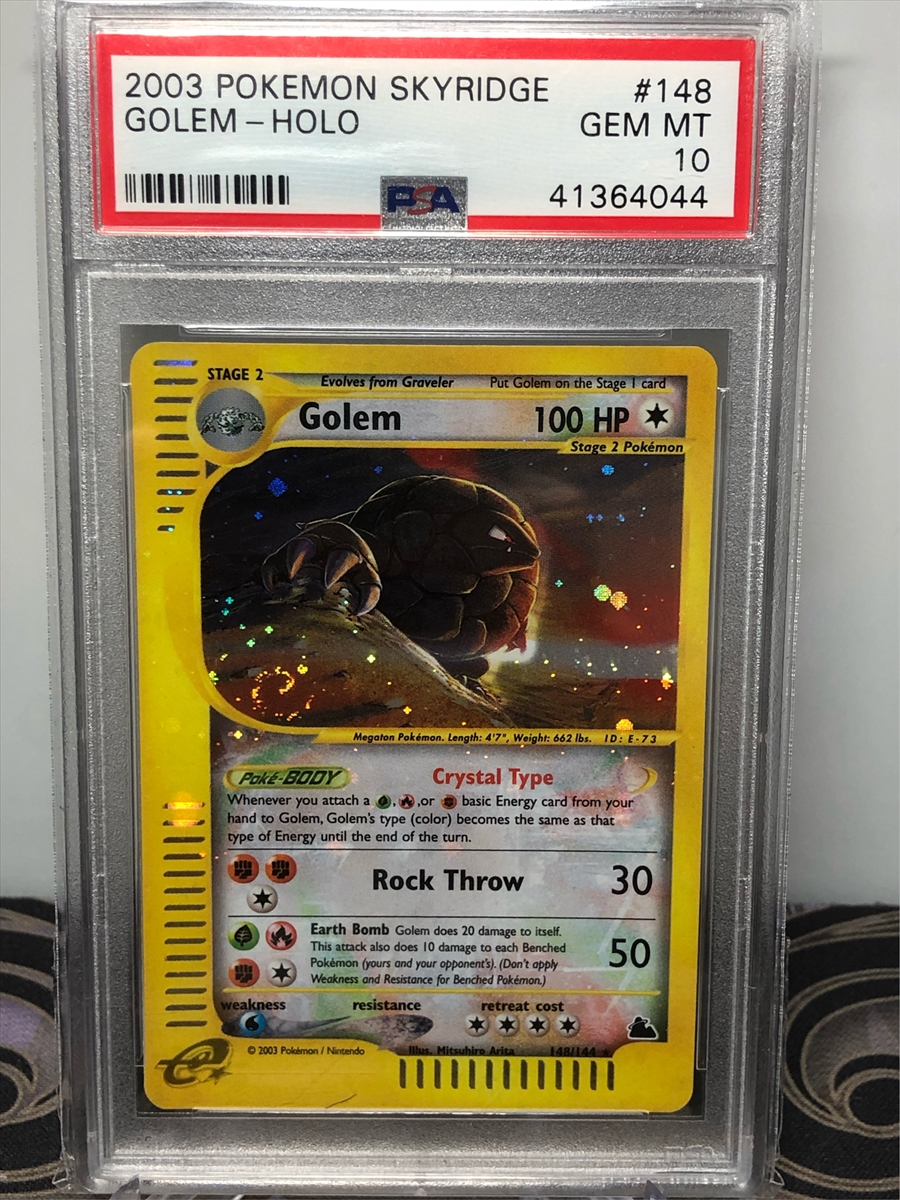 2003 POKEMON SKYRIDGE #148
GOLEM - HOLO GEM MT
10
PSA 41364044
STAGE 2 Evolves from Graveler Put Golem on the Stage 1 card
Golem 100 HP
Stage 2 Pokémon
Megaton Pokémon. Length: 4'7", Weight: 662 lbs. ID: E-73
Poké-BODY Crystal Type
Whenever you attach a , ,or basic Energy card from your
hand to Golem, Golem's type (color) becomes the same as that
type of Energy until the end of the turn.
Rock Throw 30
Earth Bomb Golem does 20 damage to itself.
This attack also does 10 damage to each Benched
Pokémon (yours and your opponent's). (Don't apply
Weakness and Resistance for Benched Pokémon.)
50
weakness resistance retreat cost
e © 2003 Pokémon / Nintendo Illus. Mitsuhiro Arita 148/144 ★